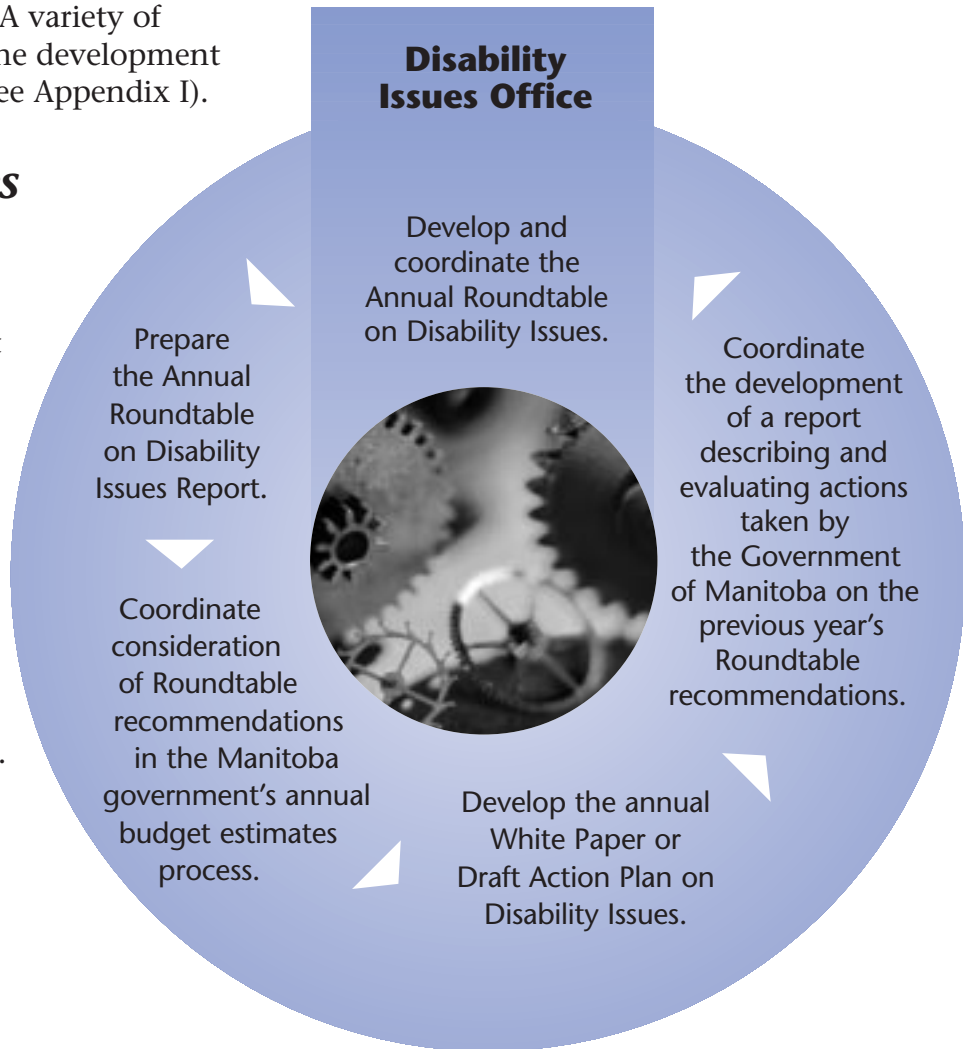 A variety of
development
Appendix I).
Disability
Issues Office
Develop and
coordinate the
Annual Roundtable
on Disability Issues.
Prepare
the Annual
Roundtable
on Disability
Issues Report.
Coordinate
consideration
of Roundtable
recommendations
in the Manitoba
government's annual
budget estimates
process.
Develop the annual
White Paper or
Draft Action Plan on
Disability Issues.
Coordinate
the development
of a report
describing and
evaluating actions
taken by
the Government
of Manitoba on the
previous year's
Roundtable
recommendations.